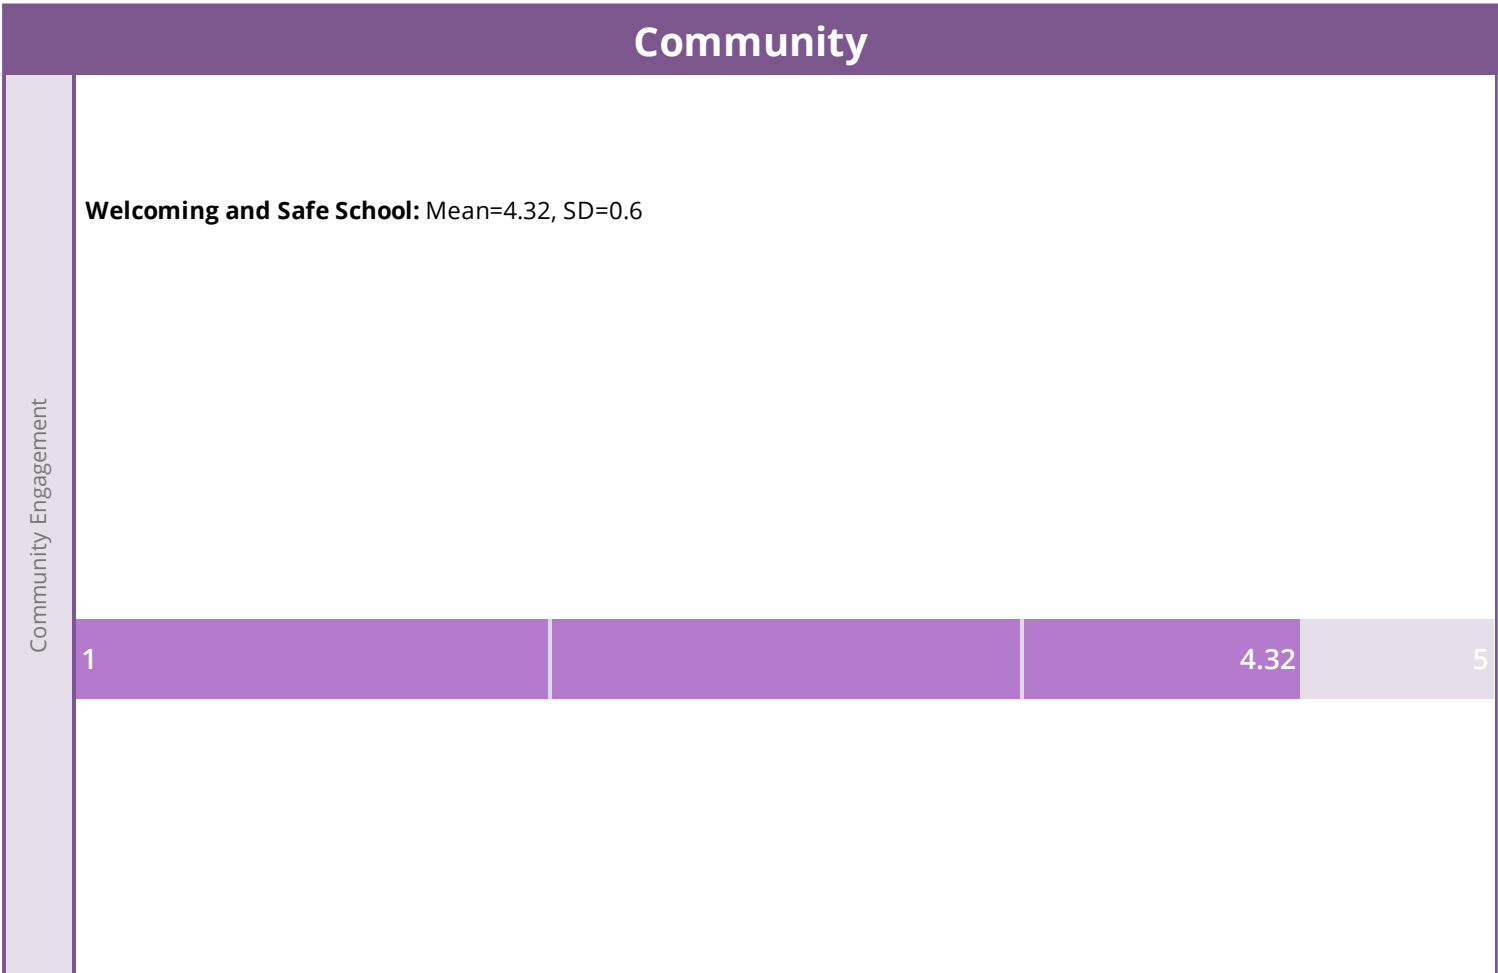 Community
Community Engagement
Welcoming and Safe School: Mean=4.32, SD=0.6
1 4.32 5